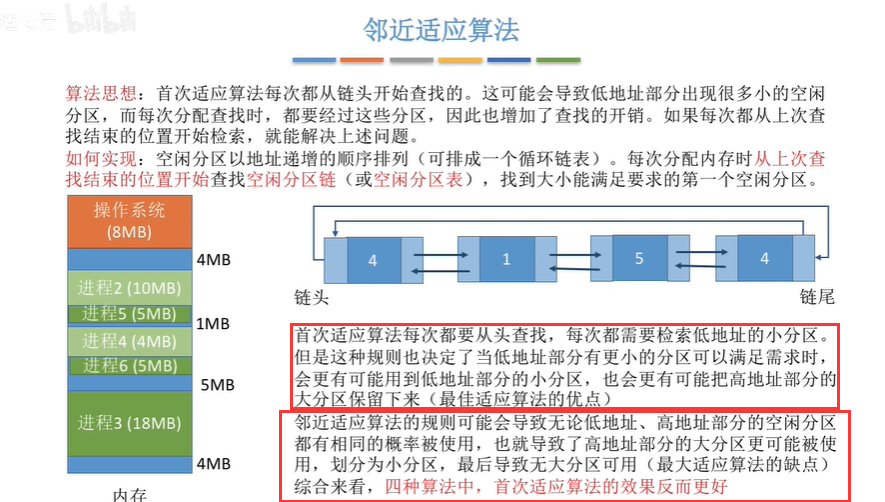 bilibili
邻近适应算法
算法思想：首次适应算法每次都从链头开始查找的。这可能会导致低地址部分出现很多小的空闲
分区，而每次分配查找时，都要经过这些分区，因此也增加了查找的开销。如果每次都从上次查
找结束的位置开始检索，就能解决上述问题。
如何实现：空闲分区以地址递增的顺序排列（可排成一个循环链表）。每次分配内存时从上次查
找结束的位置开始查找空闲分区链（或空闲分区表），找到大小能满足要求的第一个空闲分区。
操作系统
(8MB)
4MB
进程2 (10MB)
进程5 (5MB)
1MB
进程4 (4MB)
进程6 (5MB)
5MB
进程3 (18MB)
4MB
内存
4
1
5
4
链头
链尾
首次适应算法每次都要从头查找，每次都需要检索低地址的小分区。
但是这种规则也决定了当低地址部分有更小的分区可以满足需求时，
会更有可能用到低地址部分的小分区，也会更有可能把高地址部分的
大分区保留下来（最佳适应算法的优点）
邻近适应算法的规则可能会导致无论低地址、高地址部分的空闲分区
都有相同的概率被使用，也就导致了高地址部分的大分区更可能被使
用，划分为小分区，最后导致无大分区可用（最大适应算法的缺点）
综合来看，四种算法中，首次适应算法的效果反而更好